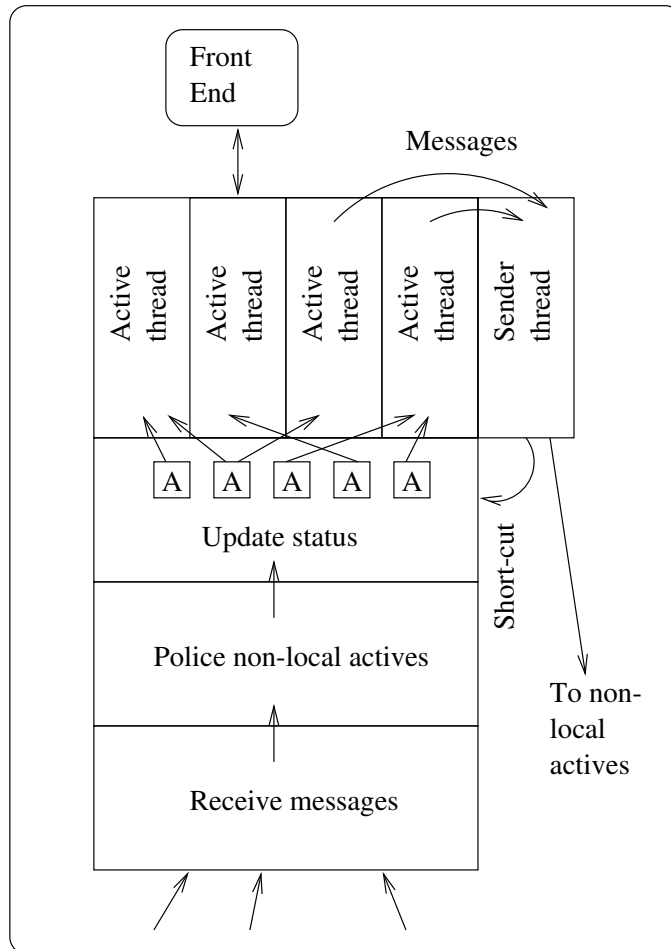 Front
End
Messages
Active
thread
Active
thread
Active
thread
Active
thread
Sender
thread
A A A A A
Update status
Short-cut
Police non-local actives
To non-
local
actives
Receive messages